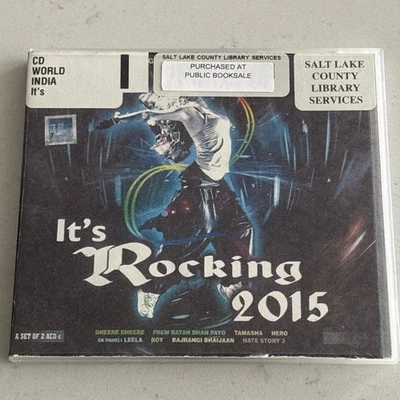 CD
WORLD
INDIA
It's
SALT LAKE COUNTY LIBRARY SERVICES
PURCHASED AT
PUBLIC BOOKSALE
SALT LAKE
COUNTY
LIBRARY
SERVICES
It's
Rocking
2015
A SET OF 2 ACDs
DHEERE DHEERE PREM RATAN DHAN PAYO TAMASHA HERO
EK PAHELI LEELA ROY BAJRANGI BHAIJAAN HATE STORY 3